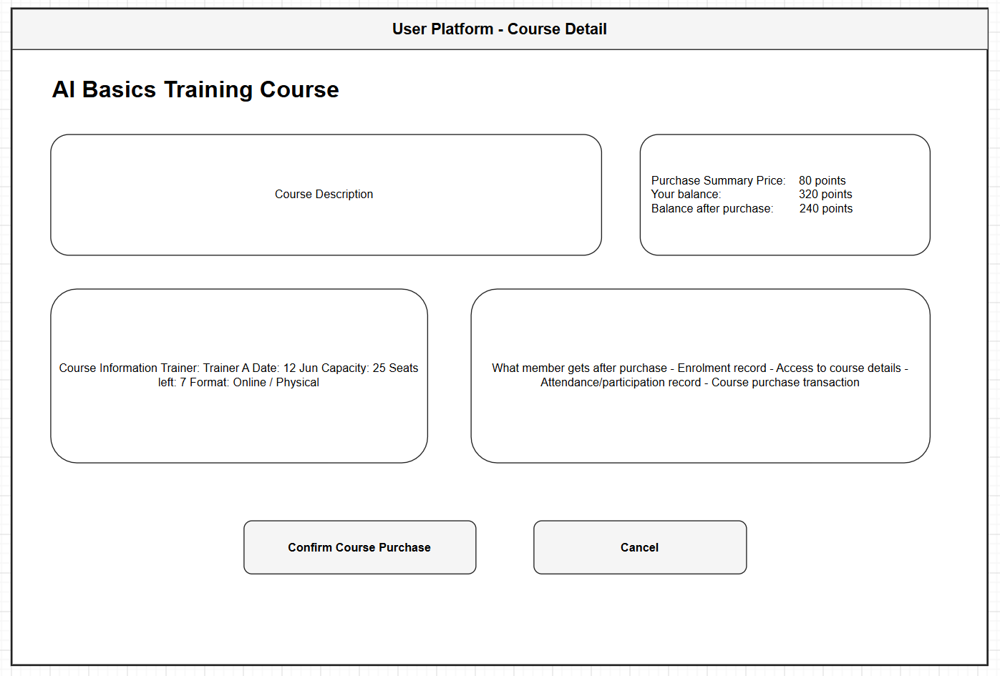 User Platform - Course Detail
AI Basics Training Course
Course Description
Purchase Summary Price: 80 points
Your balance: 320 points
Balance after purchase: 240 points
Course Information Trainer: Trainer A Date: 12 Jun Capacity: 25 Seats
left: 7 Format: Online / Physical
What member gets after purchase - Enrolment record - Access to course details -
Attendance/participation record - Course purchase transaction
Confirm Course Purchase
Cancel